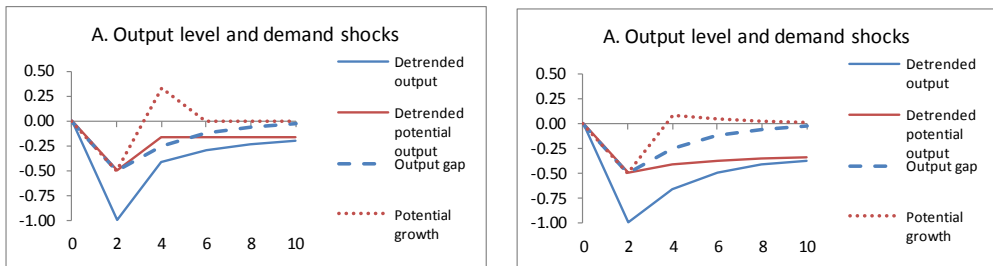 A. Output level and demand shocks
0.50
0.25
0.00
-0.25
-0.50
-0.75
-1.00
0 2 4 6 8 10
Detrended
output
Detrended
potential
output
Output gap
Potential
growth
A. Output level and demand shocks
0.50
0.25
0.00
-0.25
-0.50
-0.75
-1.00
0 2 4 6 8 10
Detrended
output
Detrended
potential
output
Output gap
Potential
growth